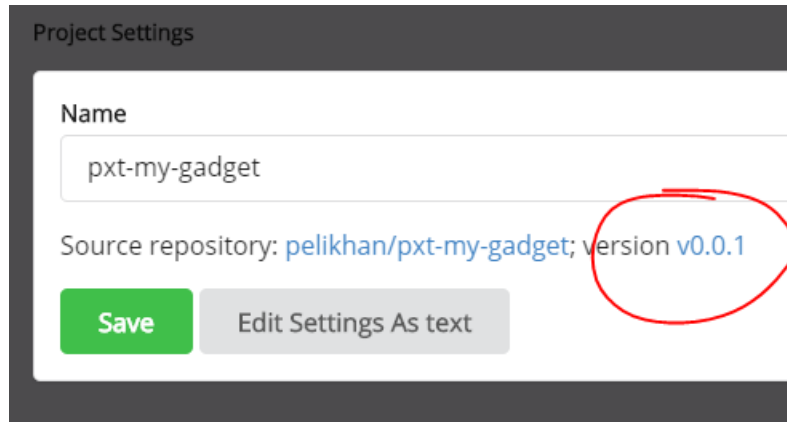 Project Settings
Name
pxt-my-gadget
Source repository: pelikhan/pxt-my-gadget; version v0.0.1
Save Edit Settings As text